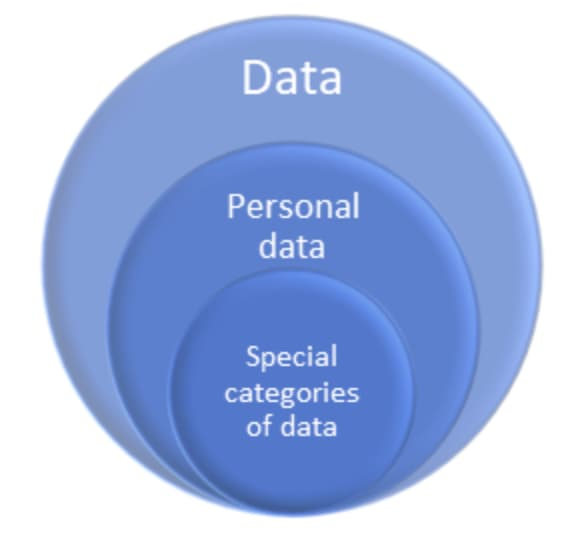 Data
Personal
data
Special
categories
of data